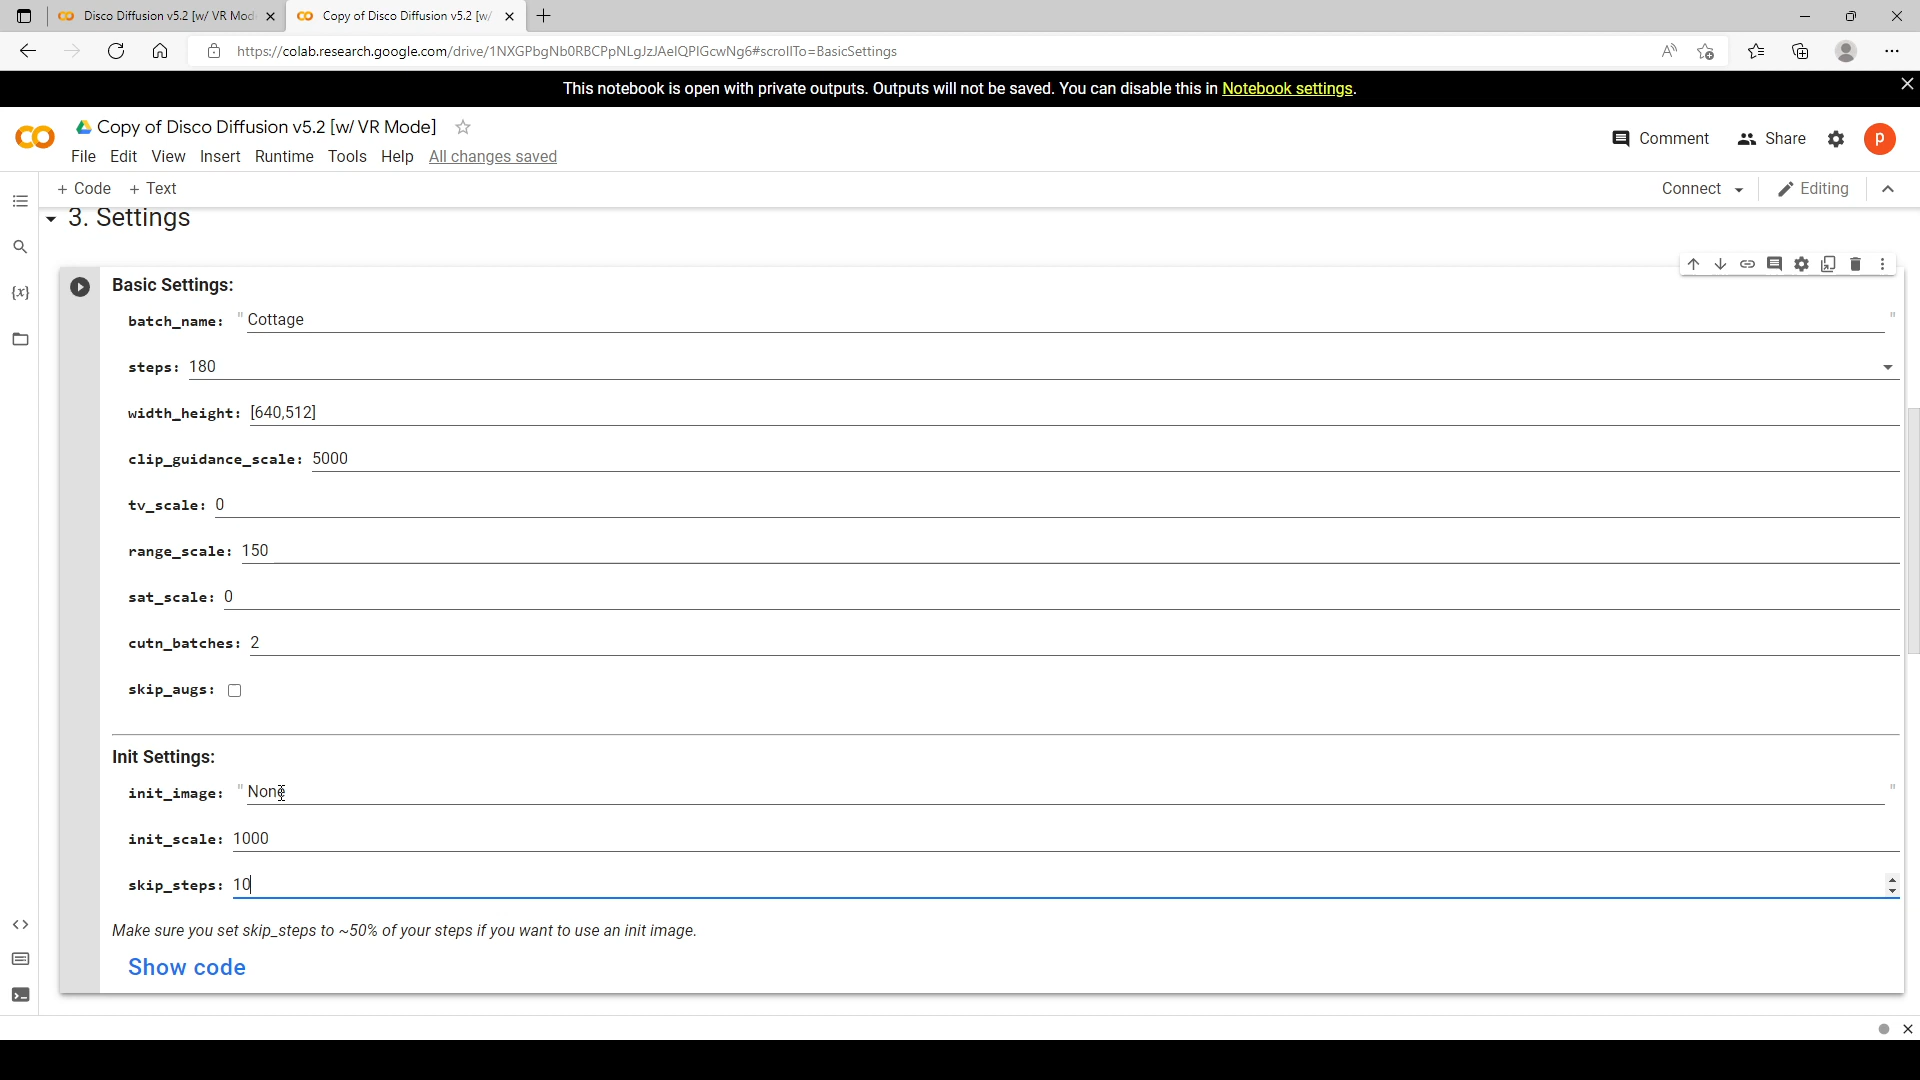 Disco Diffusion v5.2 [w/ VR Mod
Copy of Disco Diffusion v5.2 [w/
https://colab.research.google.com/drive/1NXGPbgNb0RBCPpNLgJzJAeIQPIGcwNg6#scrollTo=BasicSettings
This notebook is open with private outputs. Outputs will not be saved. You can disable this in Notebook settings.
Copy of Disco Diffusion v5.2 [w/ VR Mode]
File Edit View Insert Runtime Tools Help All changes saved
Comment Share P
+ Code + Text
Connect Editing
3. Settings
Basic Settings:
batch_name: "Cottage"
steps: 180
width_height: [640,512]
clip_guidance_scale: 5000
tv_scale: 0
range_scale: 150
sat_scale: 0
cutn_batches: 2
skip_augs:
Init Settings:
init_image: "None"
init_scale: 1000
skip_steps: 10
Make sure you set skip_steps to ~50% of your steps if you want to use an init image.
Show code